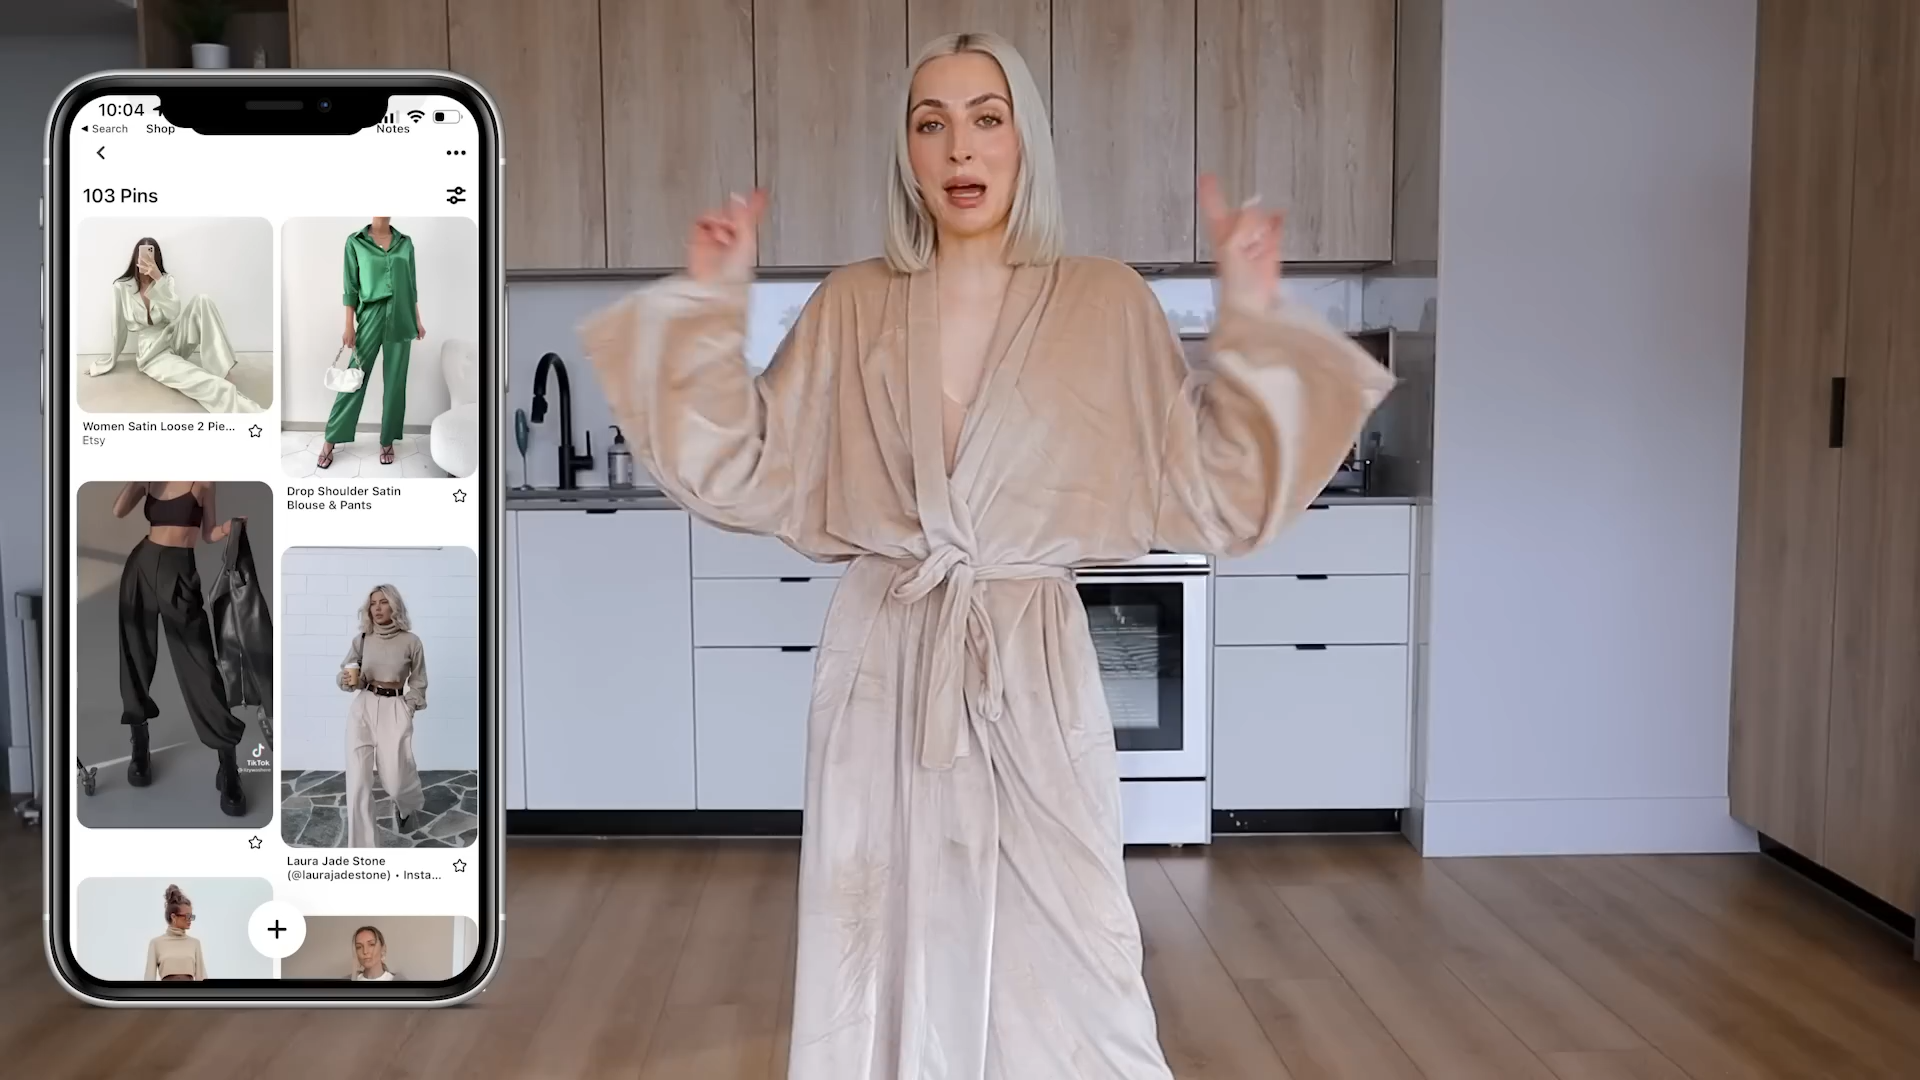 10:04
◀ Search Shop Notes
103 Pins
Women Satin Loose 2 Pie...
Etsy
Drop Shoulder Satin
Blouse & Pants
TikTok
Laura Jade Stone
(@laurajadestone) • Insta...